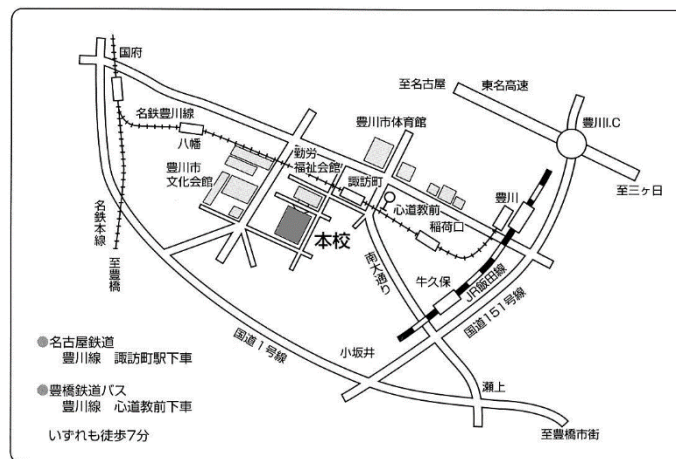 国府
至名古屋
東名高速
豊川I.C
名鉄豊川線
豊川市体育館
八幡
勤労
福祉会館
豊川市
文化会館
諏訪町
至三ヶ日
心道教前
豊川
稲荷口
名鉄本線
本校
至豊橋
南大通り
牛久保
JR飯田線
国道151号線
国道1号線
小坂井
瀬上
至豊橋市街
●名古屋鉄道
豊川線 諏訪町駅下車
●豊橋鉄道バス
豊川線 心道教前下車
いずれも徒歩7分